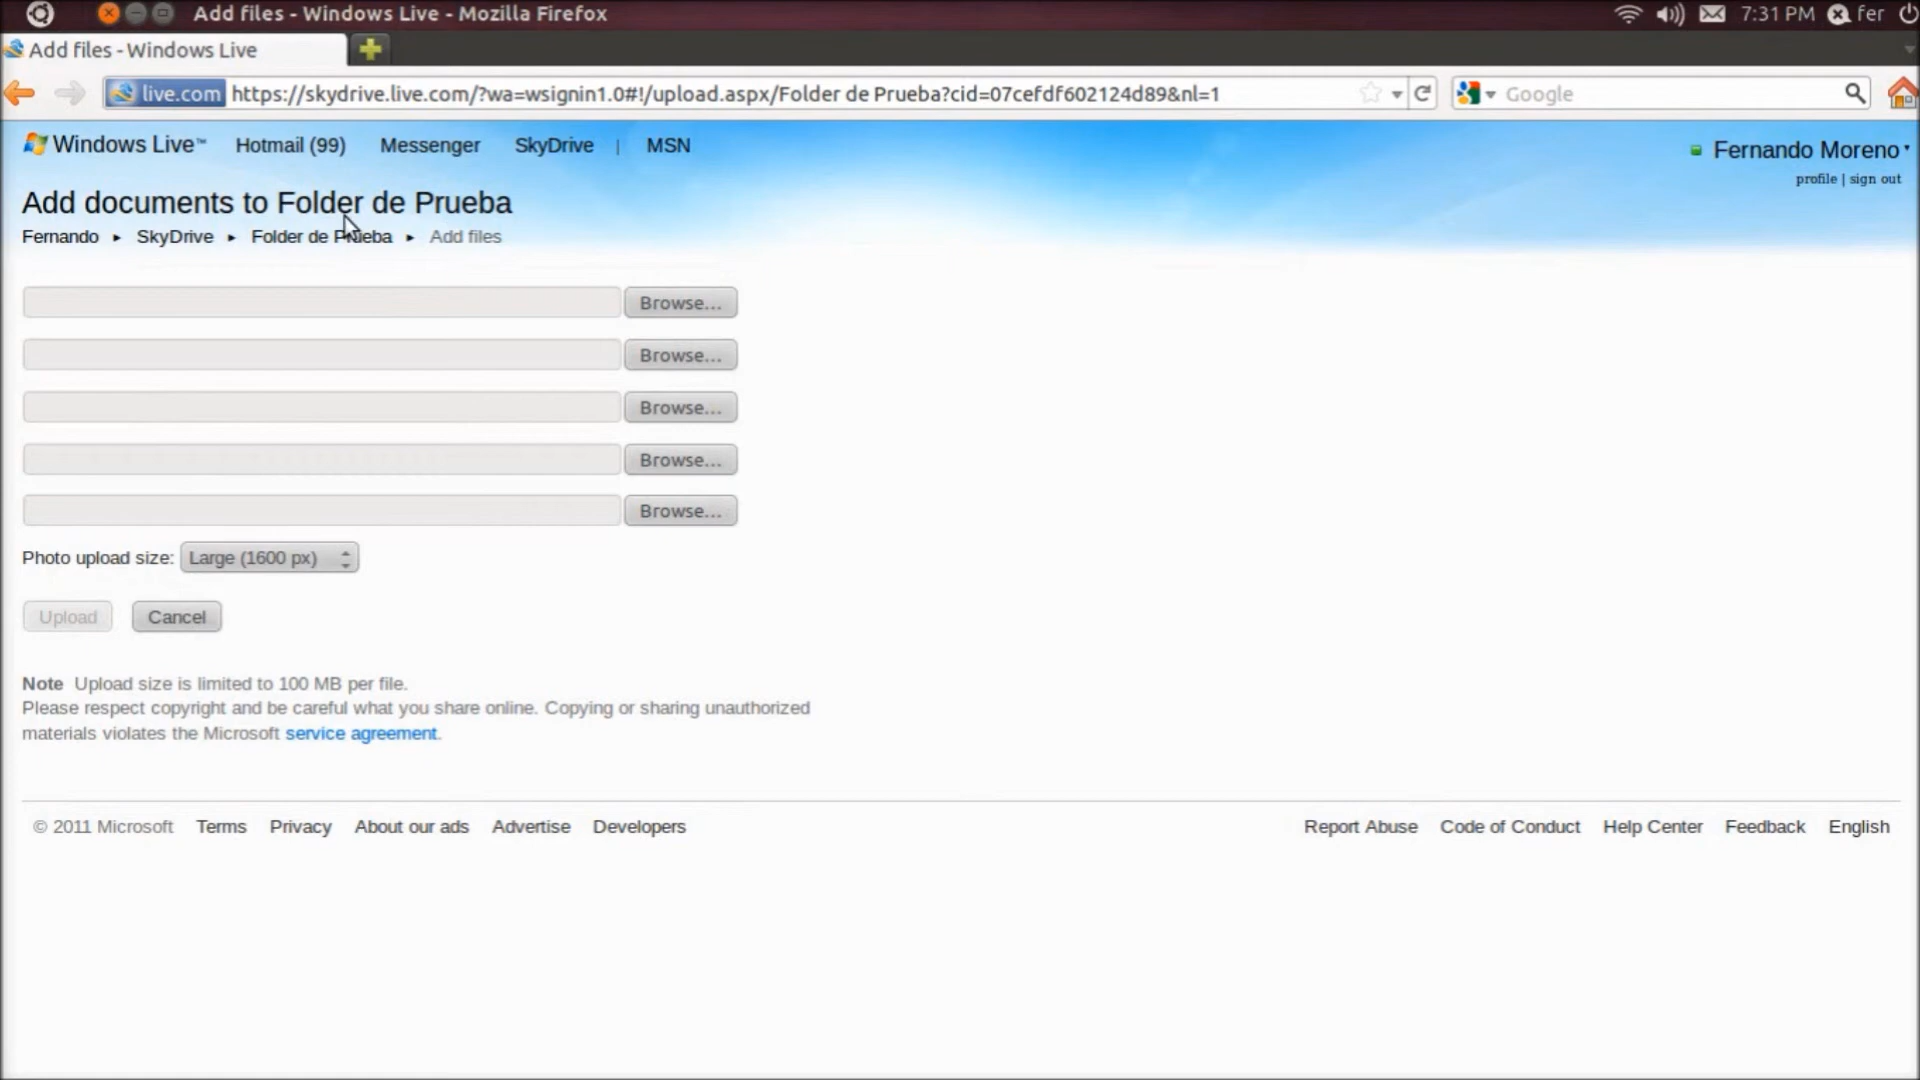 Add files - Windows Live - Mozilla Firefox
7:31 PM fer
Add files - Windows Live
live.com https://skydrive.live.com/?wa=wsignin1.0#!/upload.aspx/Folder de Prueba?cid=07cefdf602124d89&nl=1 Google
Windows Live™ Hotmail (99) Messenger SkyDrive | MSN
Fernando Moreno
profile | sign out
Add documents to Folder de Prueba
Fernando ▸ SkyDrive ▸ Folder de Prueba ▸ Add files
Browse...
Browse...
Browse...
Browse...
Browse...
Photo upload size: Large (1600 px)
Upload Cancel
Note Upload size is limited to 100 MB per file.
Please respect copyright and be careful what you share online. Copying or sharing unauthorized
materials violates the Microsoft service agreement.
© 2011 Microsoft Terms Privacy About our ads Advertise Developers Report Abuse Code of Conduct Help Center Feedback English